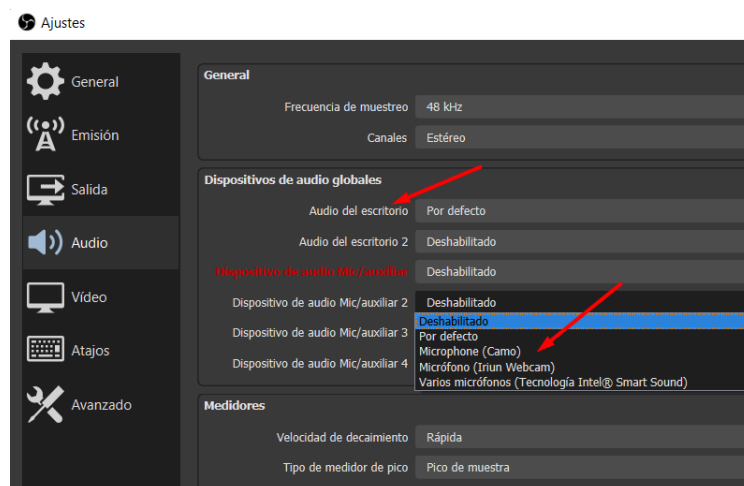 Ajustes
General
Emisión
Salida
Audio
Vídeo
Atajos
Avanzado
General
Frecuencia de muestreo 48 kHz
Canales Estéreo
Dispositivos de audio globales
Audio del escritorio Por defecto
Audio del escritorio 2 Deshabilitado
Dispositivo de audio Mic/auxiliar Deshabilitado
Dispositivo de audio Mic/auxiliar 2 Deshabilitado
Deshabilitado
Por defecto
Microphone (Camo)
Micrófono (Iriun Webcam)
Varios micrófonos (Tecnología Intel® Smart Sound)
Dispositivo de audio Mic/auxiliar 3
Dispositivo de audio Mic/auxiliar 4
Medidores
Velocidad de decaimiento Rápida
Tipo de medidor de pico Pico de muestra